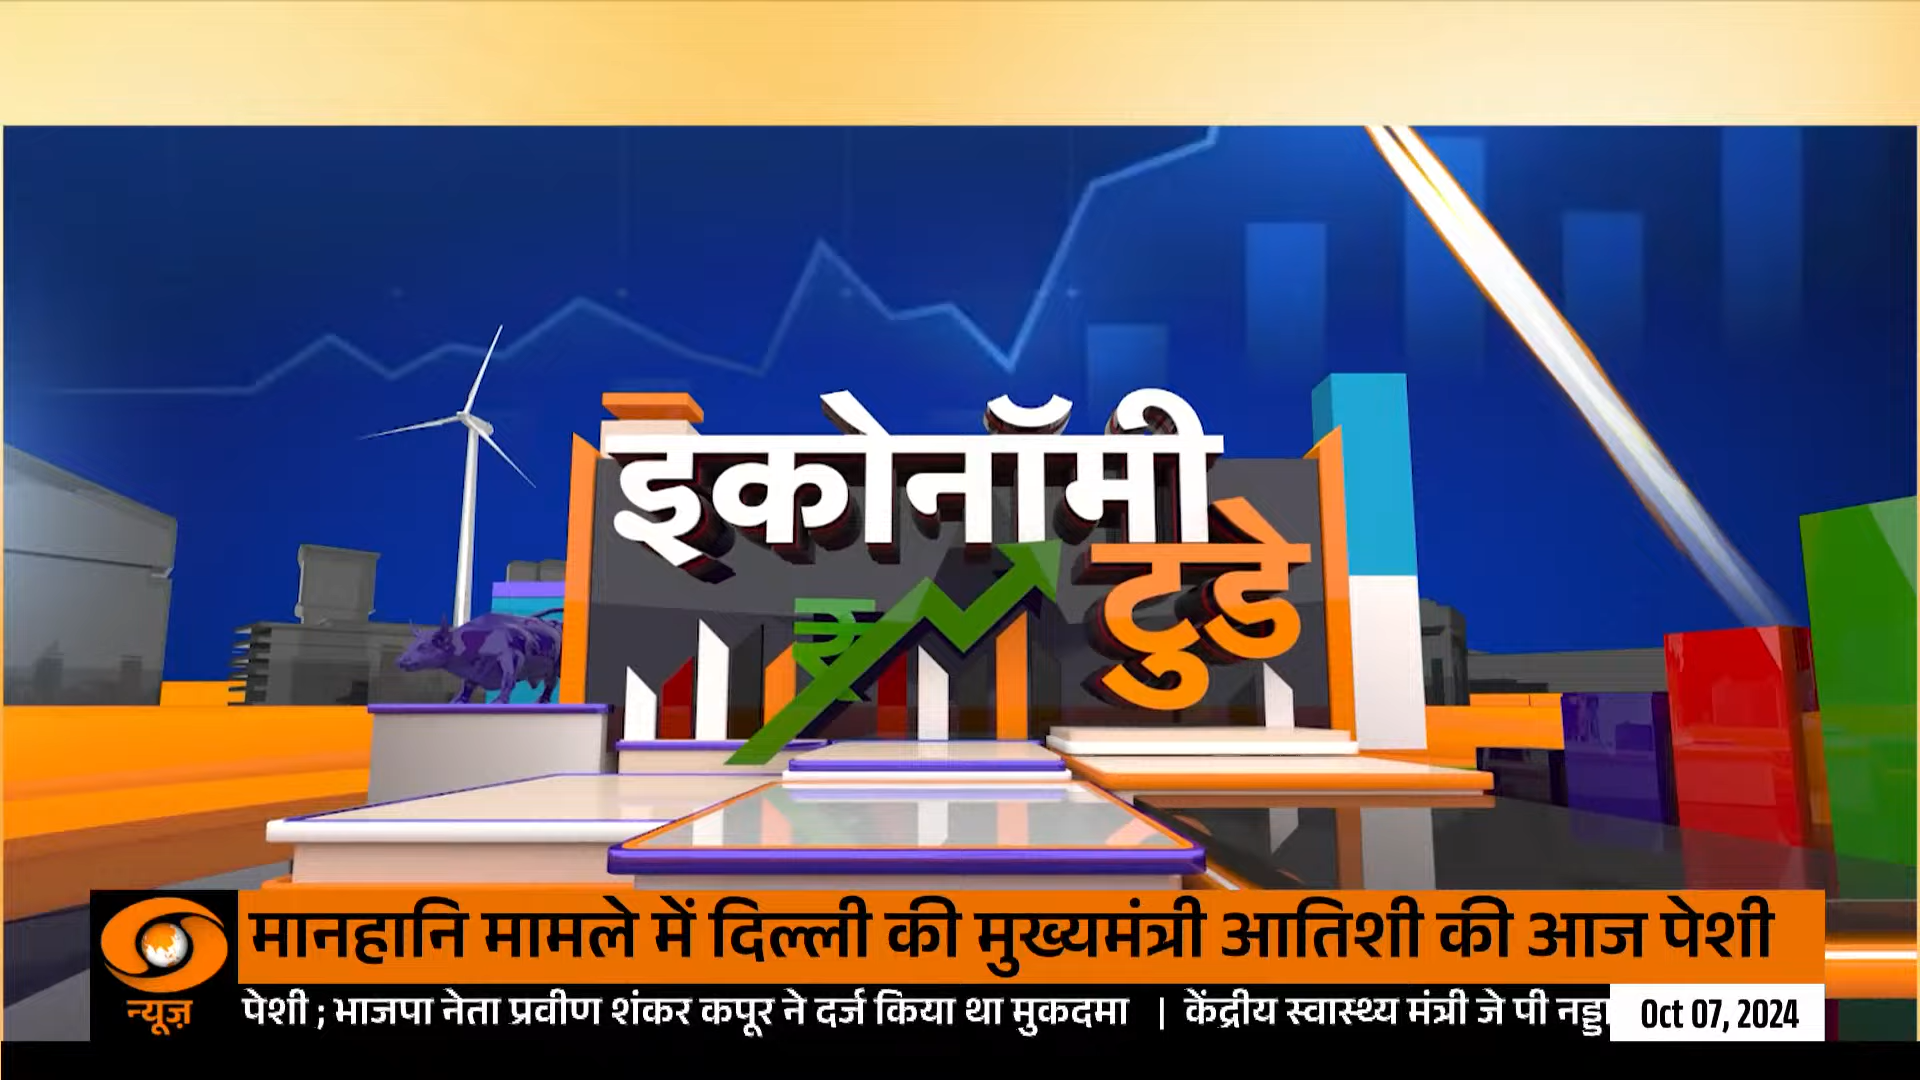 इकोनॉमी
टुडे
₹
मानहानि मामले में दिल्ली की मुख्यमंत्री आतिशी की आज पेशी
न्यूज़
पेशी ; भाजपा नेता प्रवीण शंकर कपूर ने दर्ज किया था मुकदमा | केंद्रीय स्वास्थ्य मंत्री जे पी नड्डा
Oct 07, 2024